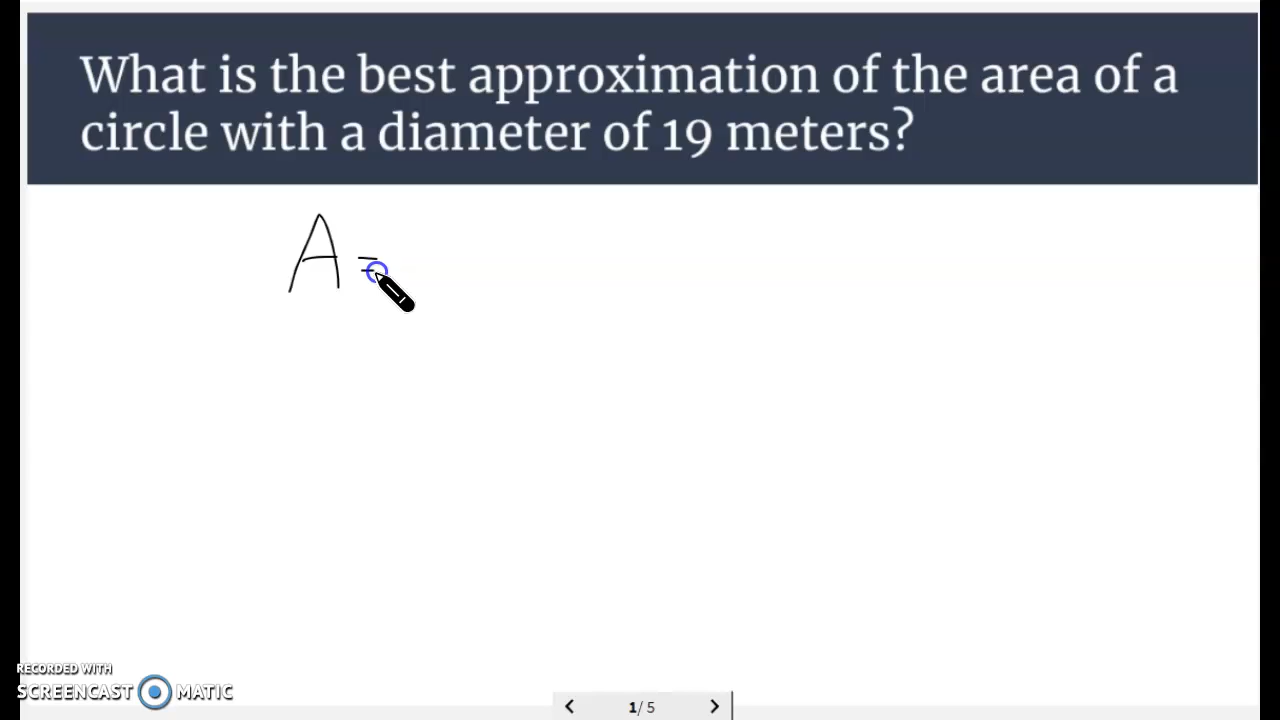 What is the best approximation of the area of a
circle with a diameter of 19 meters?
A =
RECORDED WITH
SCREENCAST MATIC
1/ 5